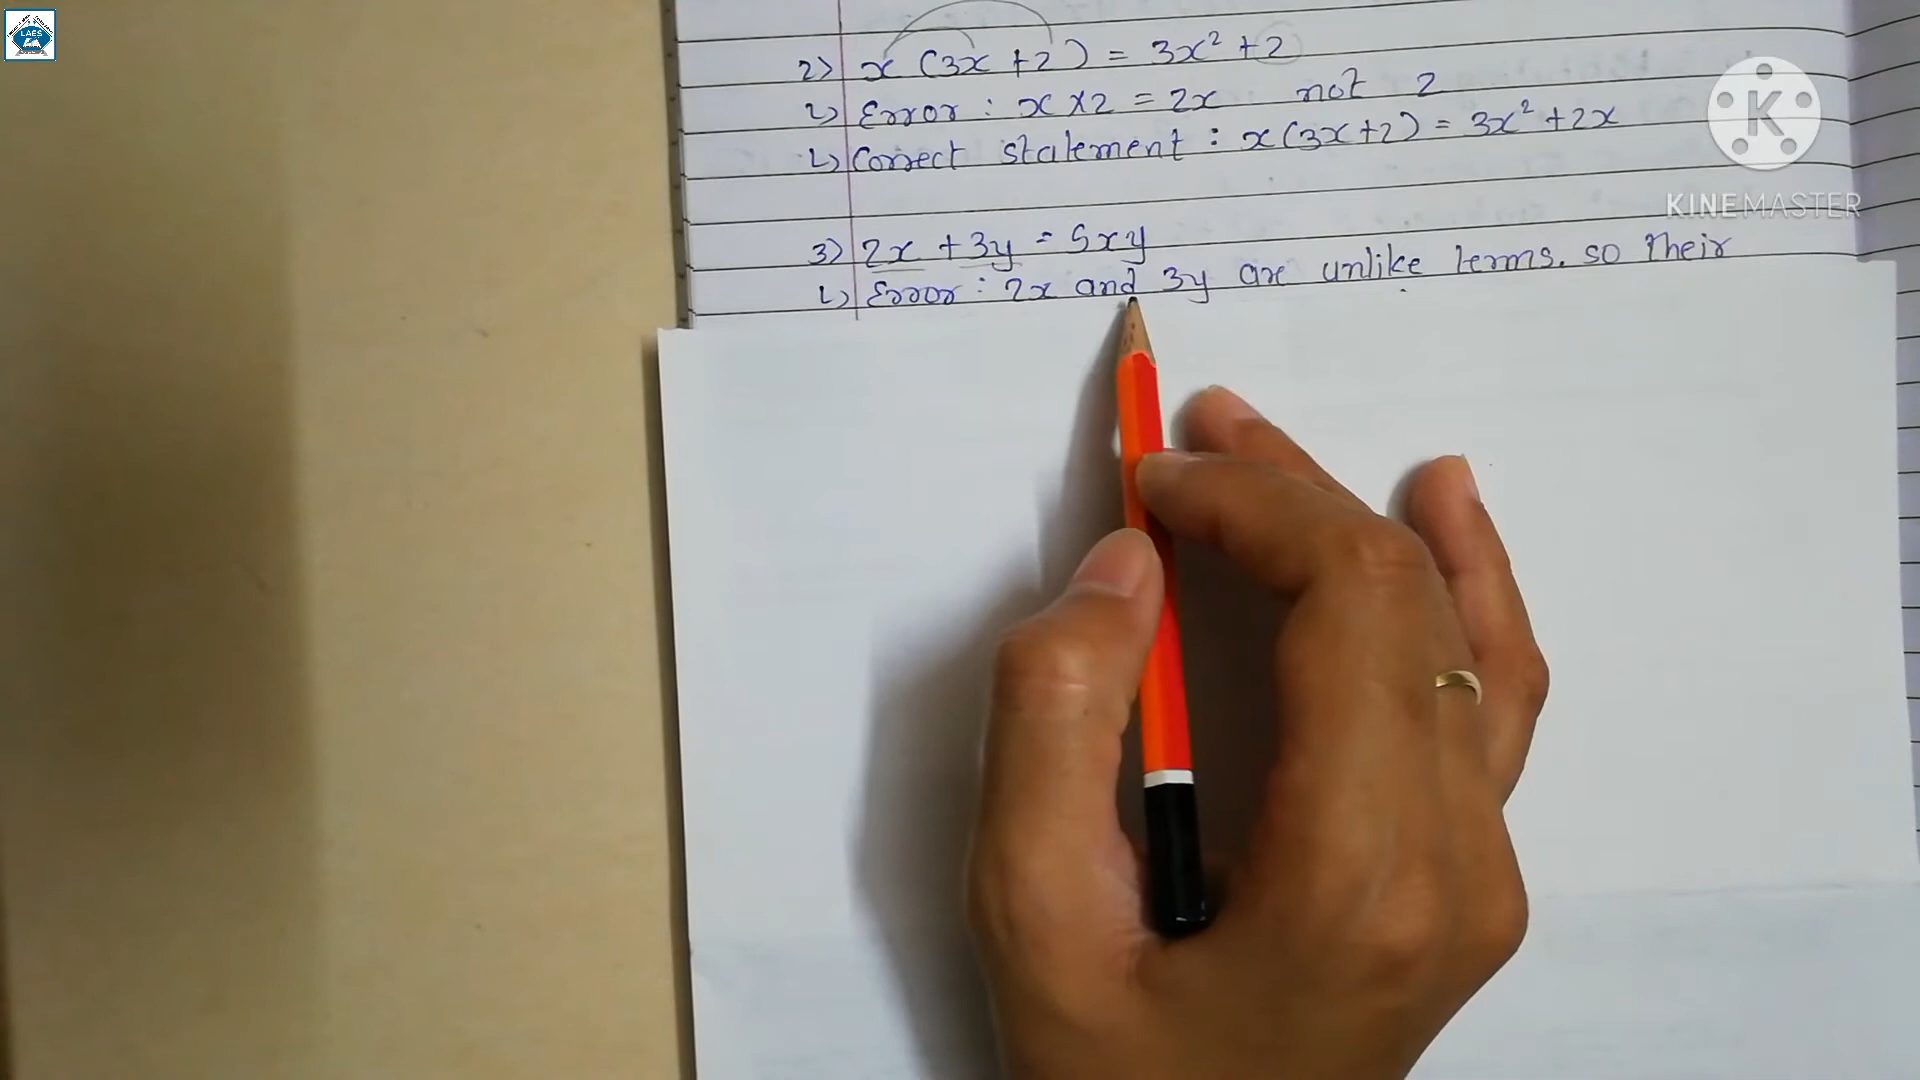 LAES
2) x (3x + 2) = 3x² + 2
↳ Error : x × 2 = 2x not 2
↳ Correct statement : x(3x+2) = 3x² + 2x
KINEMASTER
3) 2x + 3y = 5xy
↳ Error : 2x and 3y are unlike terms. so their